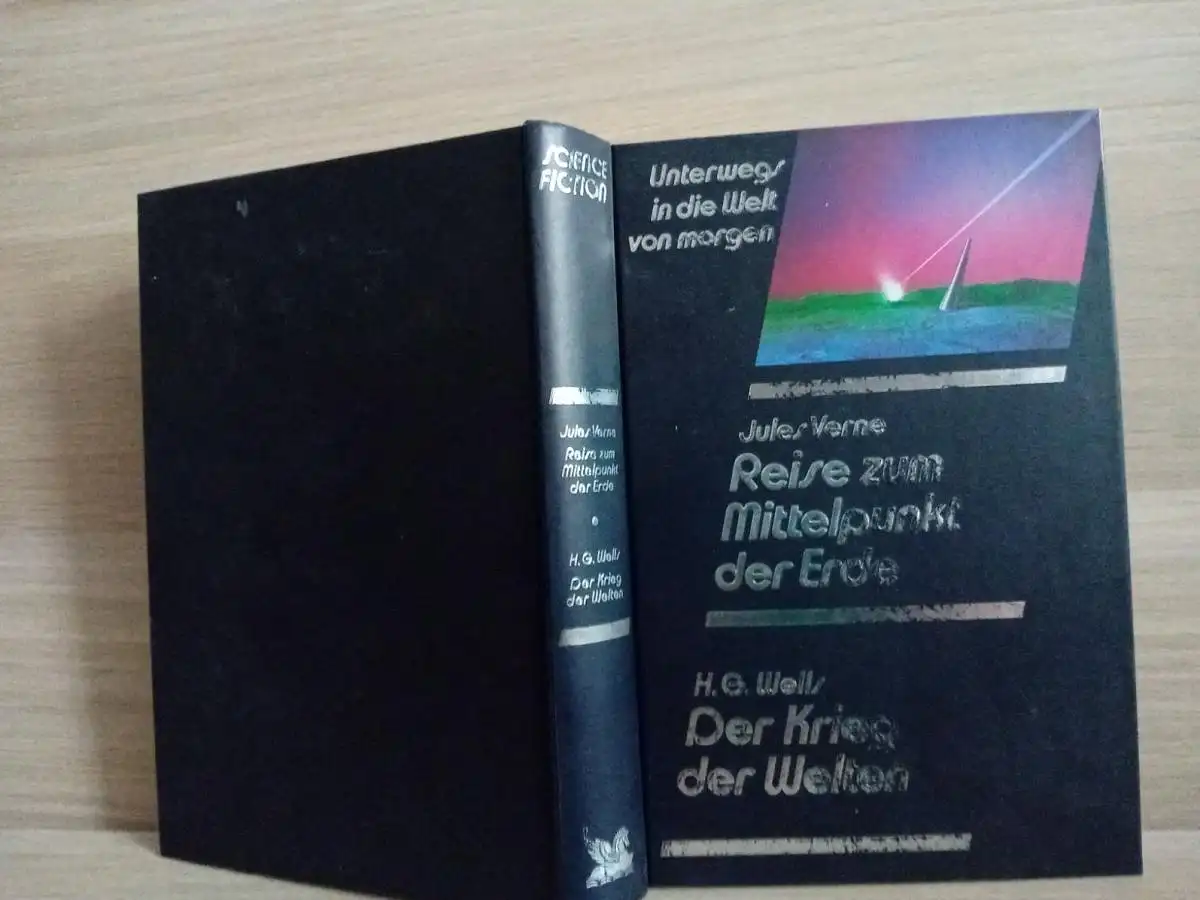 SCIENCE
FICTION
Jules Verne
Reise zum
Mittelpunkt
der Erde
H. G. Wells
Der Krieg
der Welten
Unterwegs
in die Welt
von morgen
Jules Verne
Reise zum
Mittelpunkt
der Erde
H. G. Wells
Der Krieg
der Welten